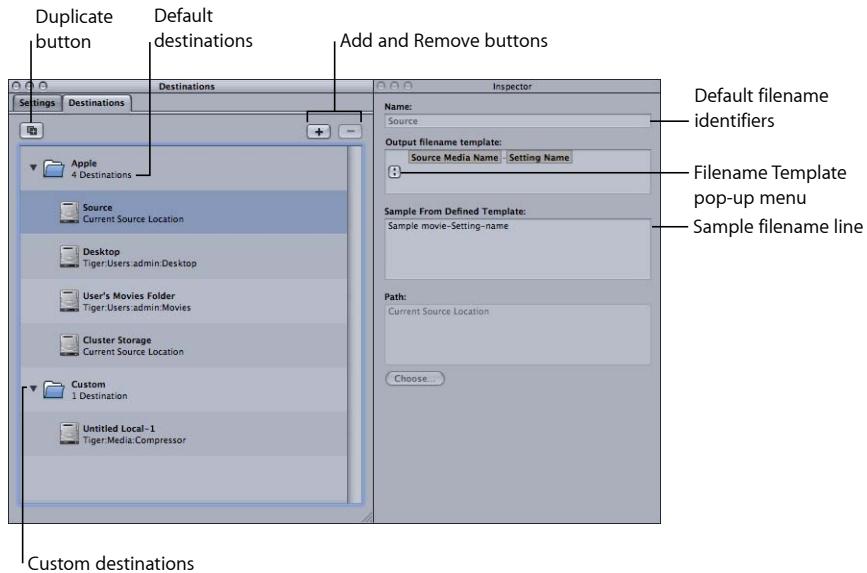 Duplicate
button
Default
destinations
Add and Remove buttons
Destinations
Settings
Destinations
+
−
Apple
4 Destinations
Source
Current Source Location
Desktop
Tiger:Users:admin:Desktop
User's Movies Folder
Tiger:Users:admin:Movies
Cluster Storage
Current Source Location
Custom
1 Destination
Untitled Local-1
Tiger:Media:Compressor
Custom destinations
Inspector
Name:
Source
Output filename template:
Source Media Name - Setting Name
Sample From Defined Template:
Sample movie-Setting-name
Path:
Current Source Location
Choose...
Default filename
identifiers
Filename Template
pop-up menu
Sample filename line